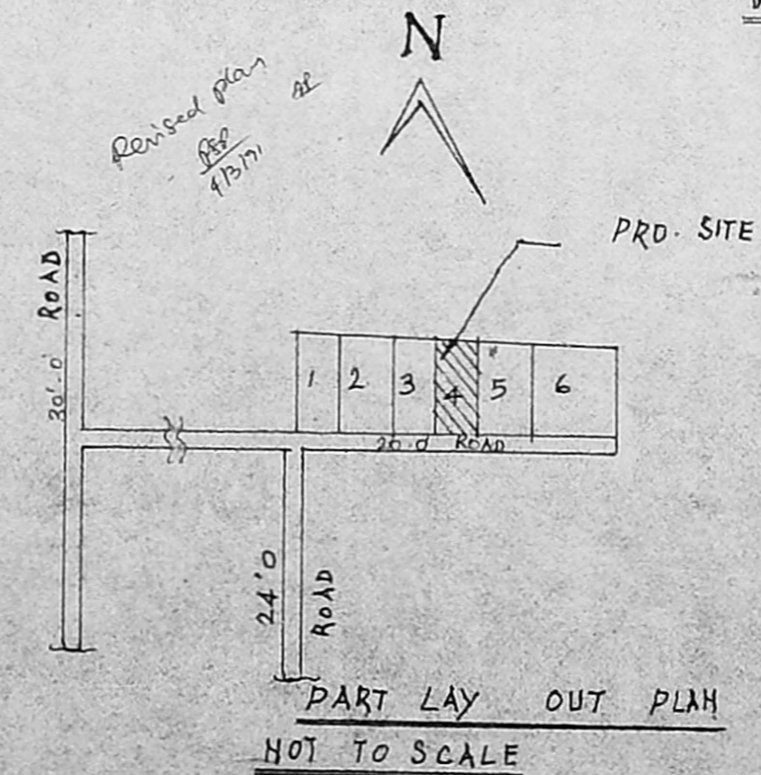 N
Revised plan
4/3/91
PRO. SITE
30'.0' ROAD
1 2 3 4 5 6
20 0 ROAD
24'0 ROAD
PART LAY OUT PLAN
NOT TO SCALE